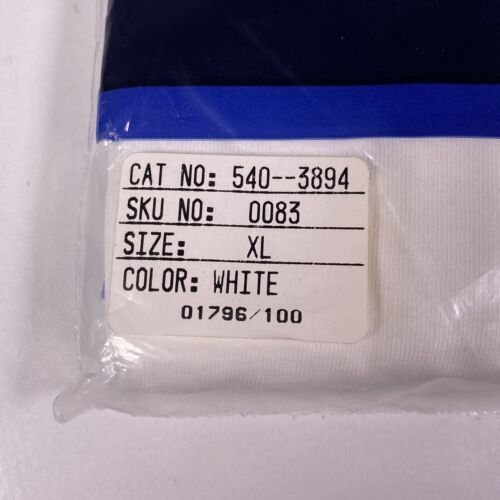 CAT NO: 540--3894
SKU NO: 0083
SIZE: XL
COLOR: WHITE
01796/100